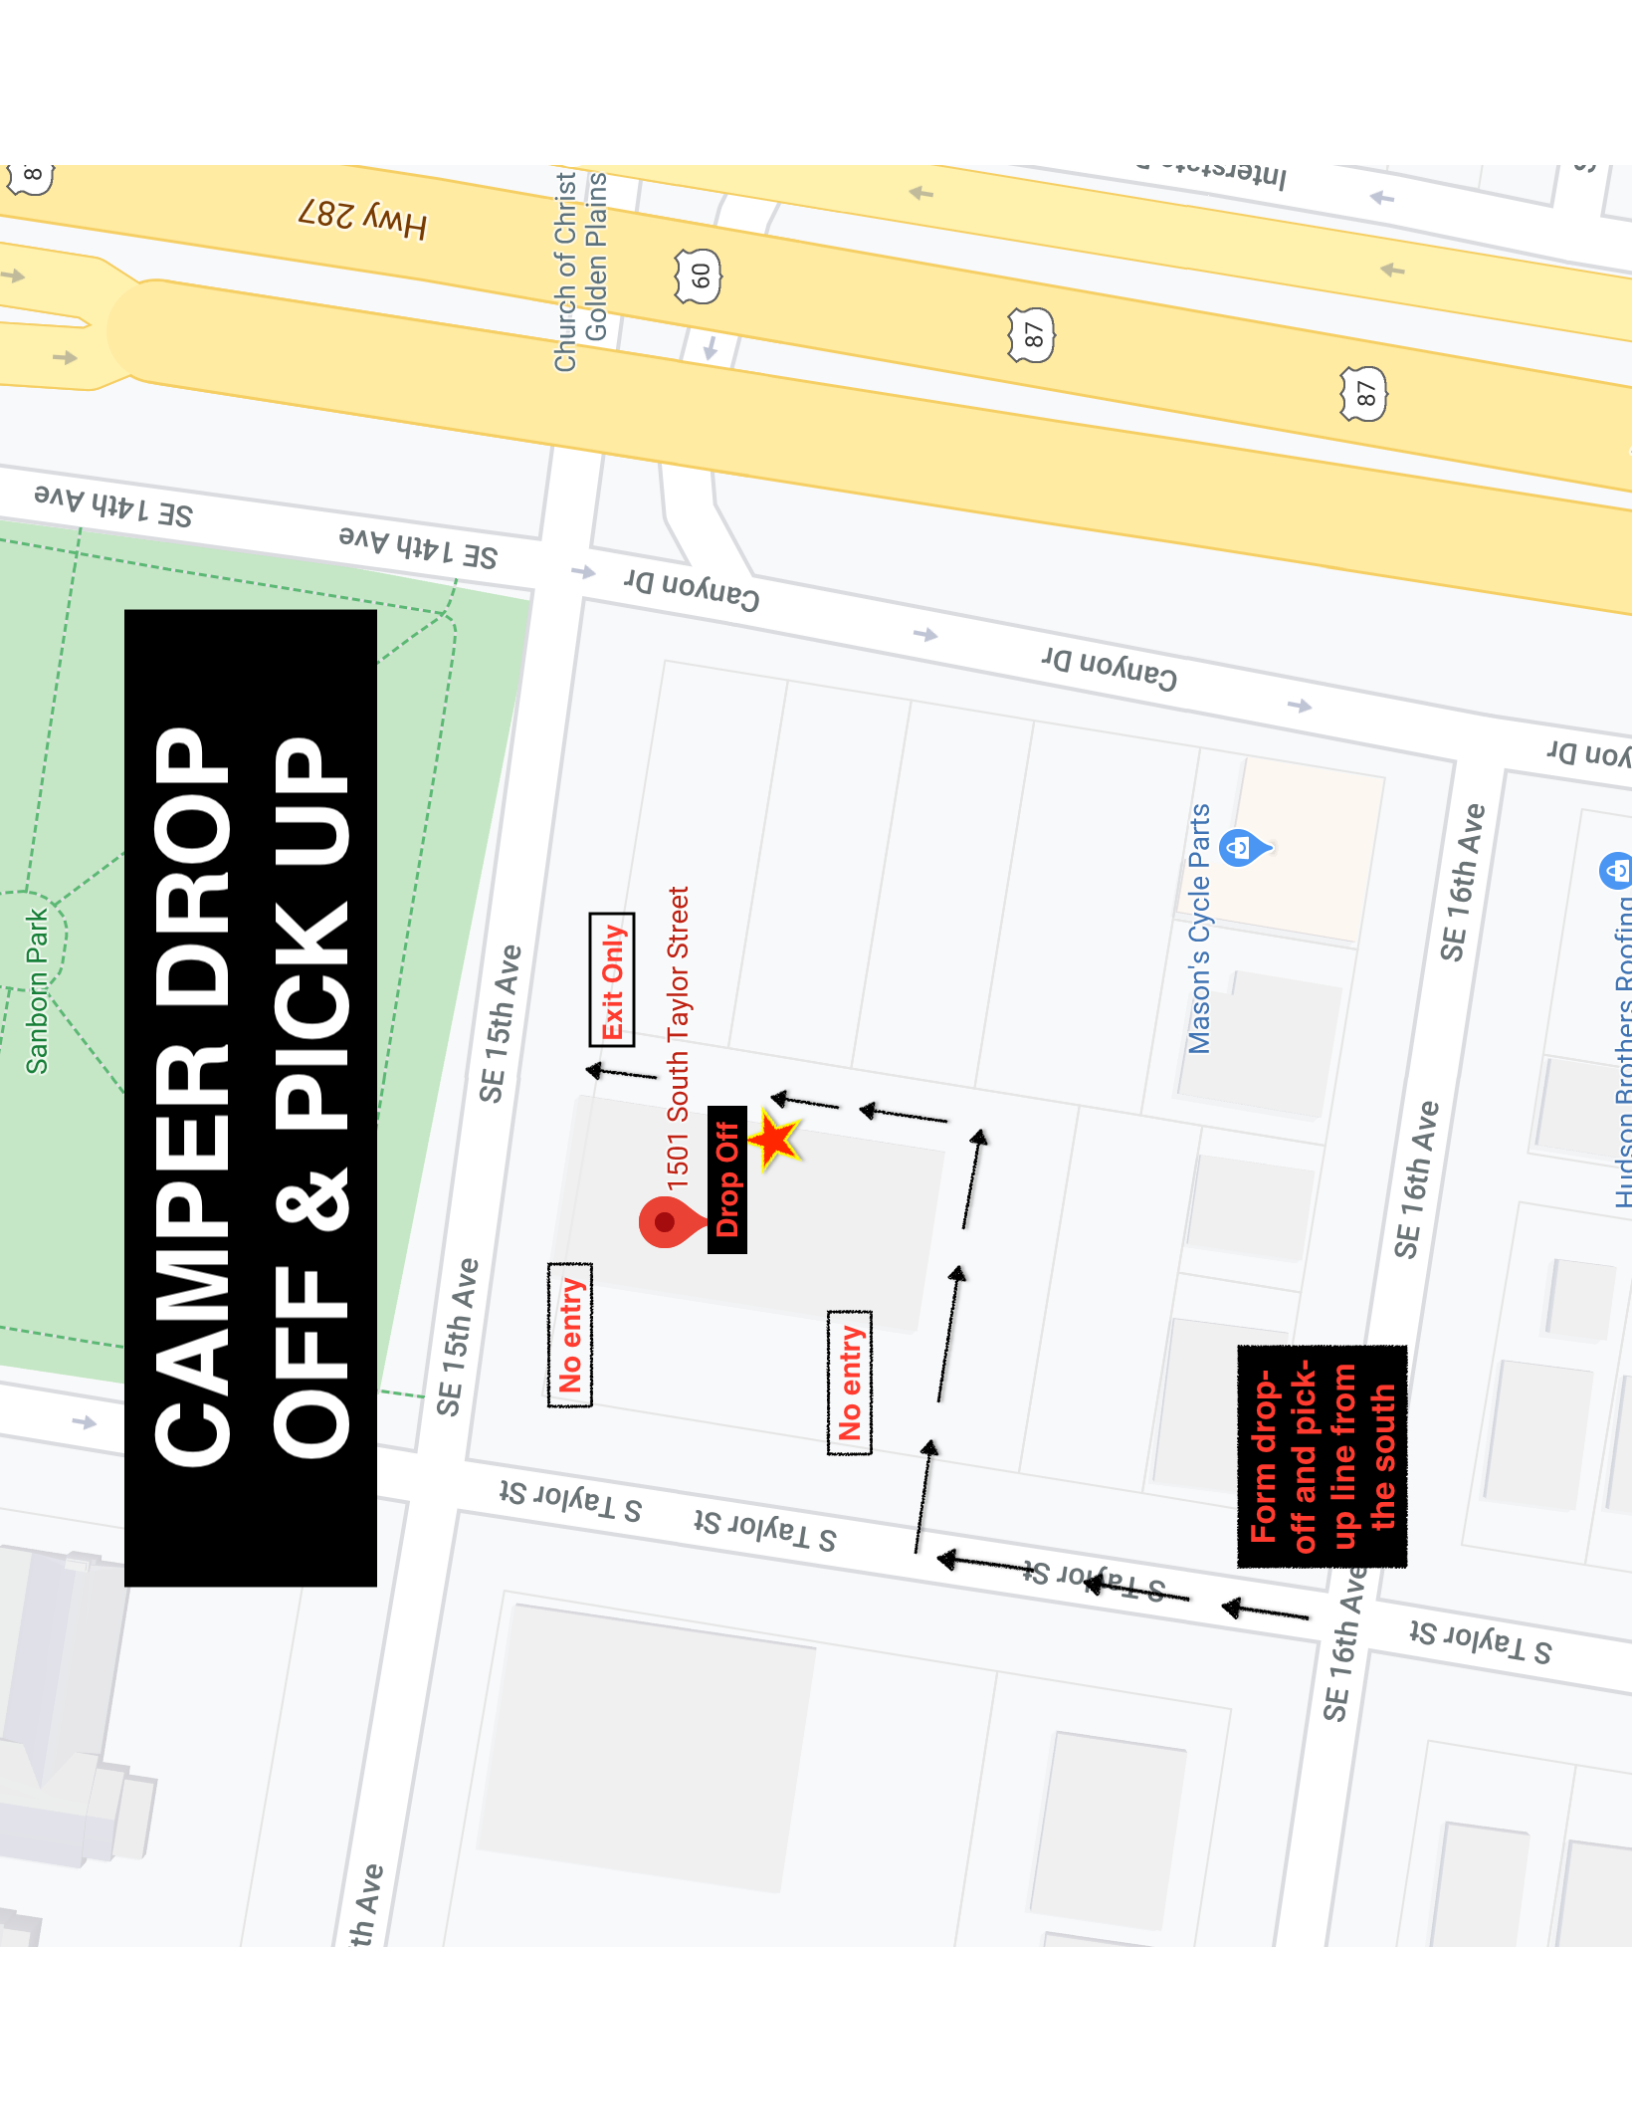 CAMPER DROP
OFF & PICK UP
Sanborn Park
SE 14th Ave
SE 14th Ave
Hwy 287
8
Church of Christ
Golden Plains
60
87
87
Canyon Dr
Canyon Dr
SE 15th Ave
SE 15th Ave
Exit Only
1501 South Taylor Street
Drop Off
No entry
No entry
Mason's Cycle Parts
SE 16th Ave
SE 16th Ave
SE 16th Ave
Hudson Brothers Roofing
Form drop-
off and pick-
up line from
the south
S Taylor St
S Taylor St
S Taylor St
S Taylor St
th Ave
yon Dr